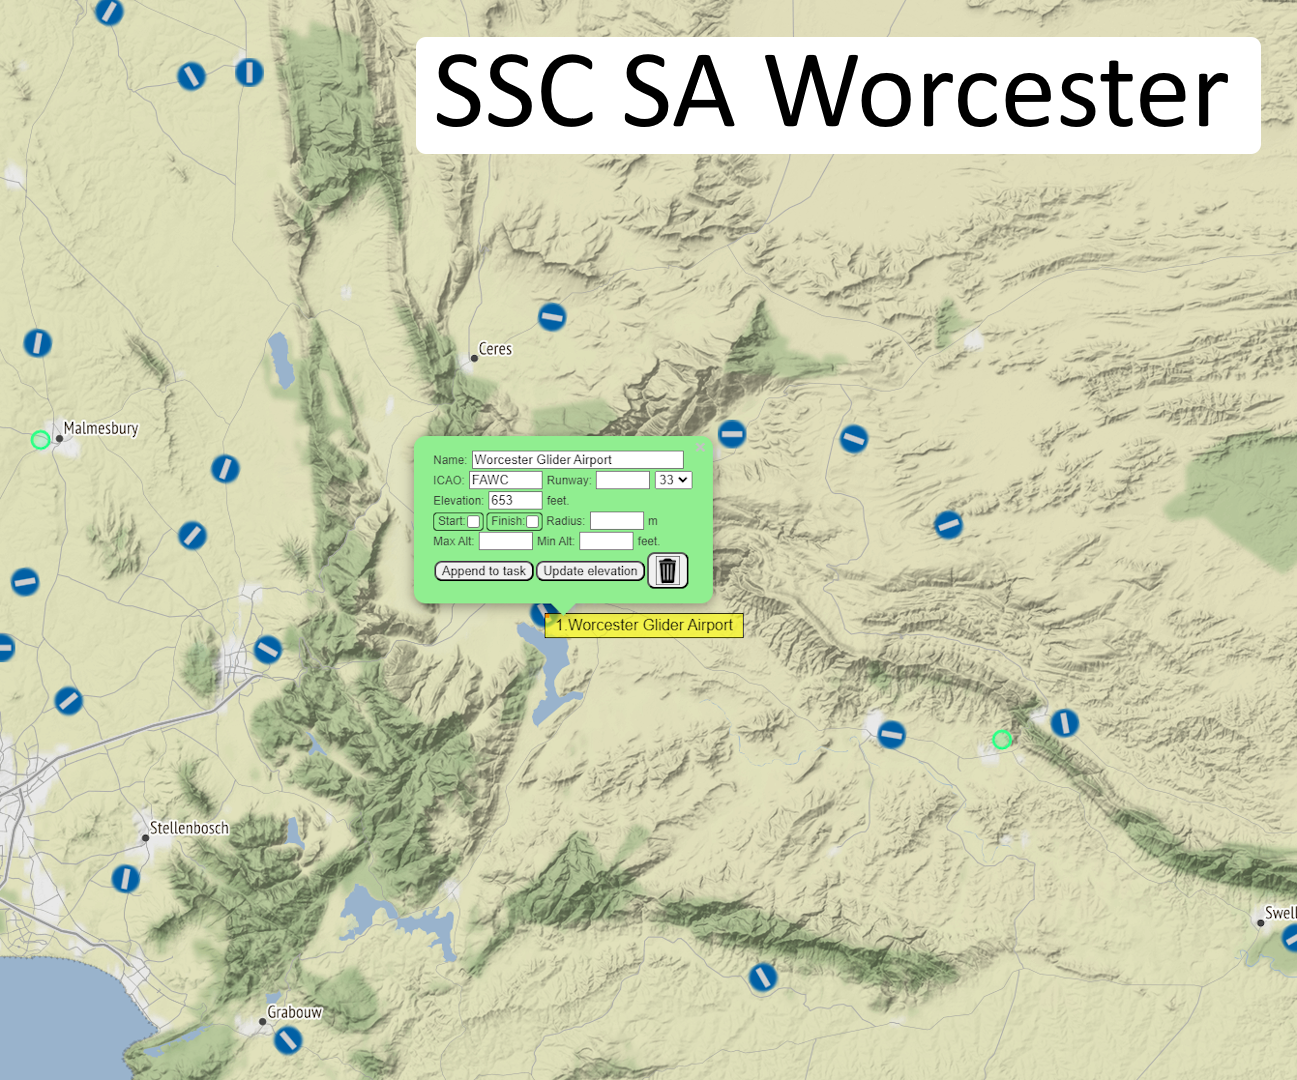 SSC SA Worcester
Ceres
Malmesbury
Name: Worcester Glider Airport
ICAO: FAWC Runway: 33
Elevation: 653 feet.
Start: Finish: Radius: m
Max Alt: Min Alt: feet.
Append to task Update elevation
1.Worcester Glider Airport
Stellenbosch
Swell
Grabouw